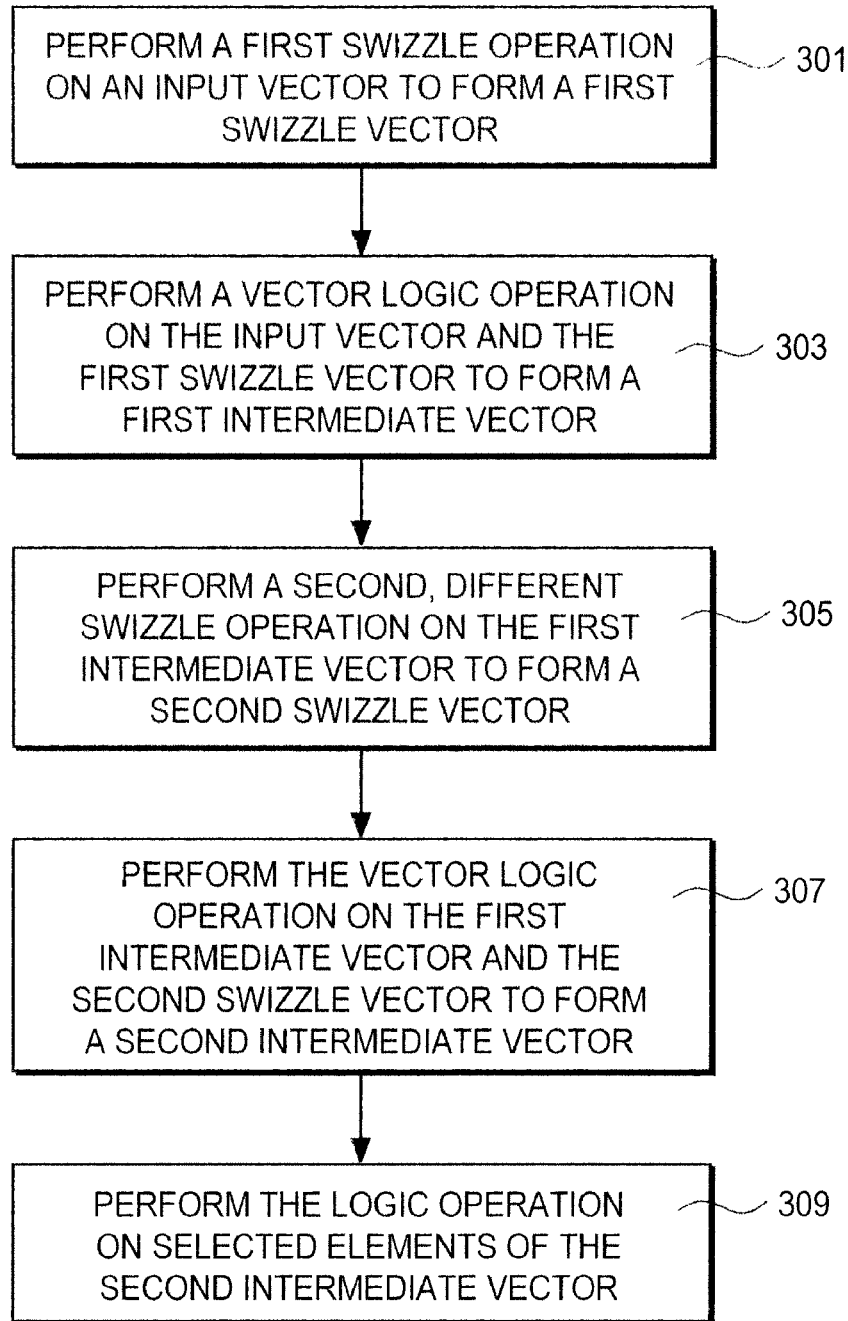 PERFORM A FIRST SWIZZLE OPERATION
ON AN INPUT VECTOR TO FORM A FIRST
SWIZZLE VECTOR
301
PERFORM A VECTOR LOGIC OPERATION
ON THE INPUT VECTOR AND THE
FIRST SWIZZLE VECTOR TO FORM A
FIRST INTERMEDIATE VECTOR
303
PERFORM A SECOND, DIFFERENT
SWIZZLE OPERATION ON THE FIRST
INTERMEDIATE VECTOR TO FORM A
SECOND SWIZZLE VECTOR
305
PERFORM THE VECTOR LOGIC
OPERATION ON THE FIRST
INTERMEDIATE VECTOR AND THE
SECOND SWIZZLE VECTOR TO FORM
A SECOND INTERMEDIATE VECTOR
307
PERFORM THE LOGIC OPERATION
ON SELECTED ELEMENTS OF THE
SECOND INTERMEDIATE VECTOR
309